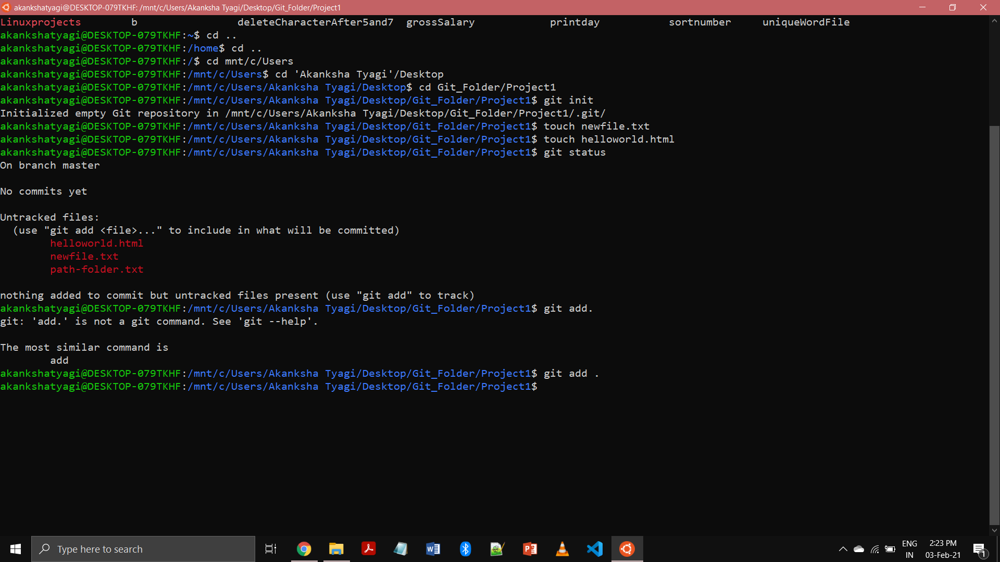 akankshatyagi@DESKTOP-079TKHF: /mnt/c/Users/Akanksha Tyagi/Desktop/Git_Folder/Project1
Linuxprojects b deleteCharacterAfter5and7 grossSalary printday sortnumber uniqueWordFile
akankshatyagi@DESKTOP-079TKHF:~$ cd ..
akankshatyagi@DESKTOP-079TKHF:/home$ cd ..
akankshatyagi@DESKTOP-079TKHF:/$ cd mnt/c/Users
akankshatyagi@DESKTOP-079TKHF:/mnt/c/Users$ cd 'Akanksha Tyagi'/Desktop
akankshatyagi@DESKTOP-079TKHF:/mnt/c/Users/Akanksha Tyagi/Desktop$ cd Git_Folder/Project1
akankshatyagi@DESKTOP-079TKHF:/mnt/c/Users/Akanksha Tyagi/Desktop/Git_Folder/Project1$ git init
Initialized empty Git repository in /mnt/c/Users/Akanksha Tyagi/Desktop/Git_Folder/Project1/.git/
akankshatyagi@DESKTOP-079TKHF:/mnt/c/Users/Akanksha Tyagi/Desktop/Git_Folder/Project1$ touch newfile.txt
akankshatyagi@DESKTOP-079TKHF:/mnt/c/Users/Akanksha Tyagi/Desktop/Git_Folder/Project1$ touch helloworld.html
akankshatyagi@DESKTOP-079TKHF:/mnt/c/Users/Akanksha Tyagi/Desktop/Git_Folder/Project1$ git status
On branch master
No commits yet
Untracked files:
(use "git add <file>..." to include in what will be committed)
helloworld.html
newfile.txt
path-folder.txt
nothing added to commit but untracked files present (use "git add" to track)
akankshatyagi@DESKTOP-079TKHF:/mnt/c/Users/Akanksha Tyagi/Desktop/Git_Folder/Project1$ git add.
git: 'add.' is not a git command. See 'git --help'.
The most similar command is
add
akankshatyagi@DESKTOP-079TKHF:/mnt/c/Users/Akanksha Tyagi/Desktop/Git_Folder/Project1$ git add .
akankshatyagi@DESKTOP-079TKHF:/mnt/c/Users/Akanksha Tyagi/Desktop/Git_Folder/Project1$
Type here to search
ENG
IN
2:23 PM
03-Feb-21
1